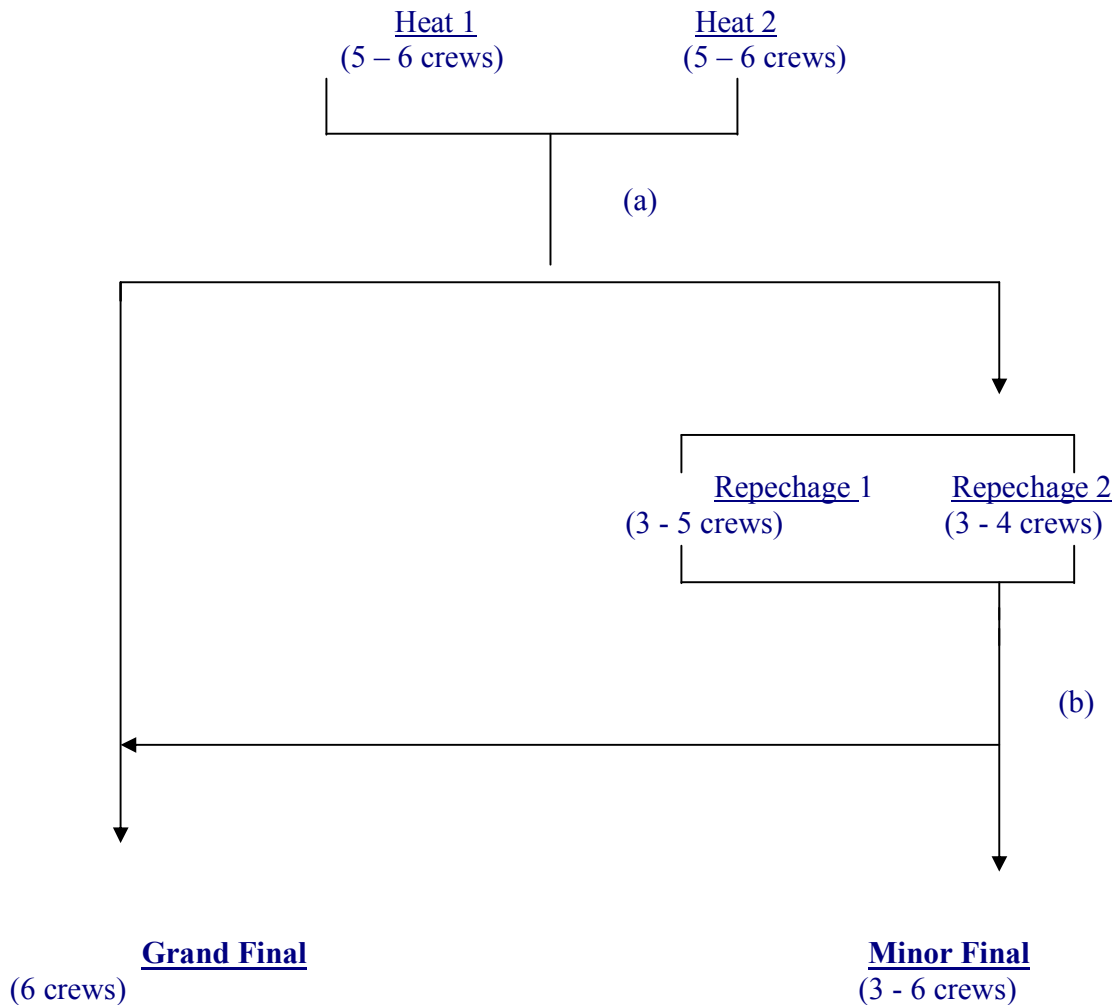 Heat 1 Heat 2
(5 – 6 crews) (5 – 6 crews)
(a)
Repechage 1 Repechage 2
(3 - 5 crews) (3 - 4 crews)
(b)
Grand Final Minor Final
(6 crews) (3 - 6 crews)